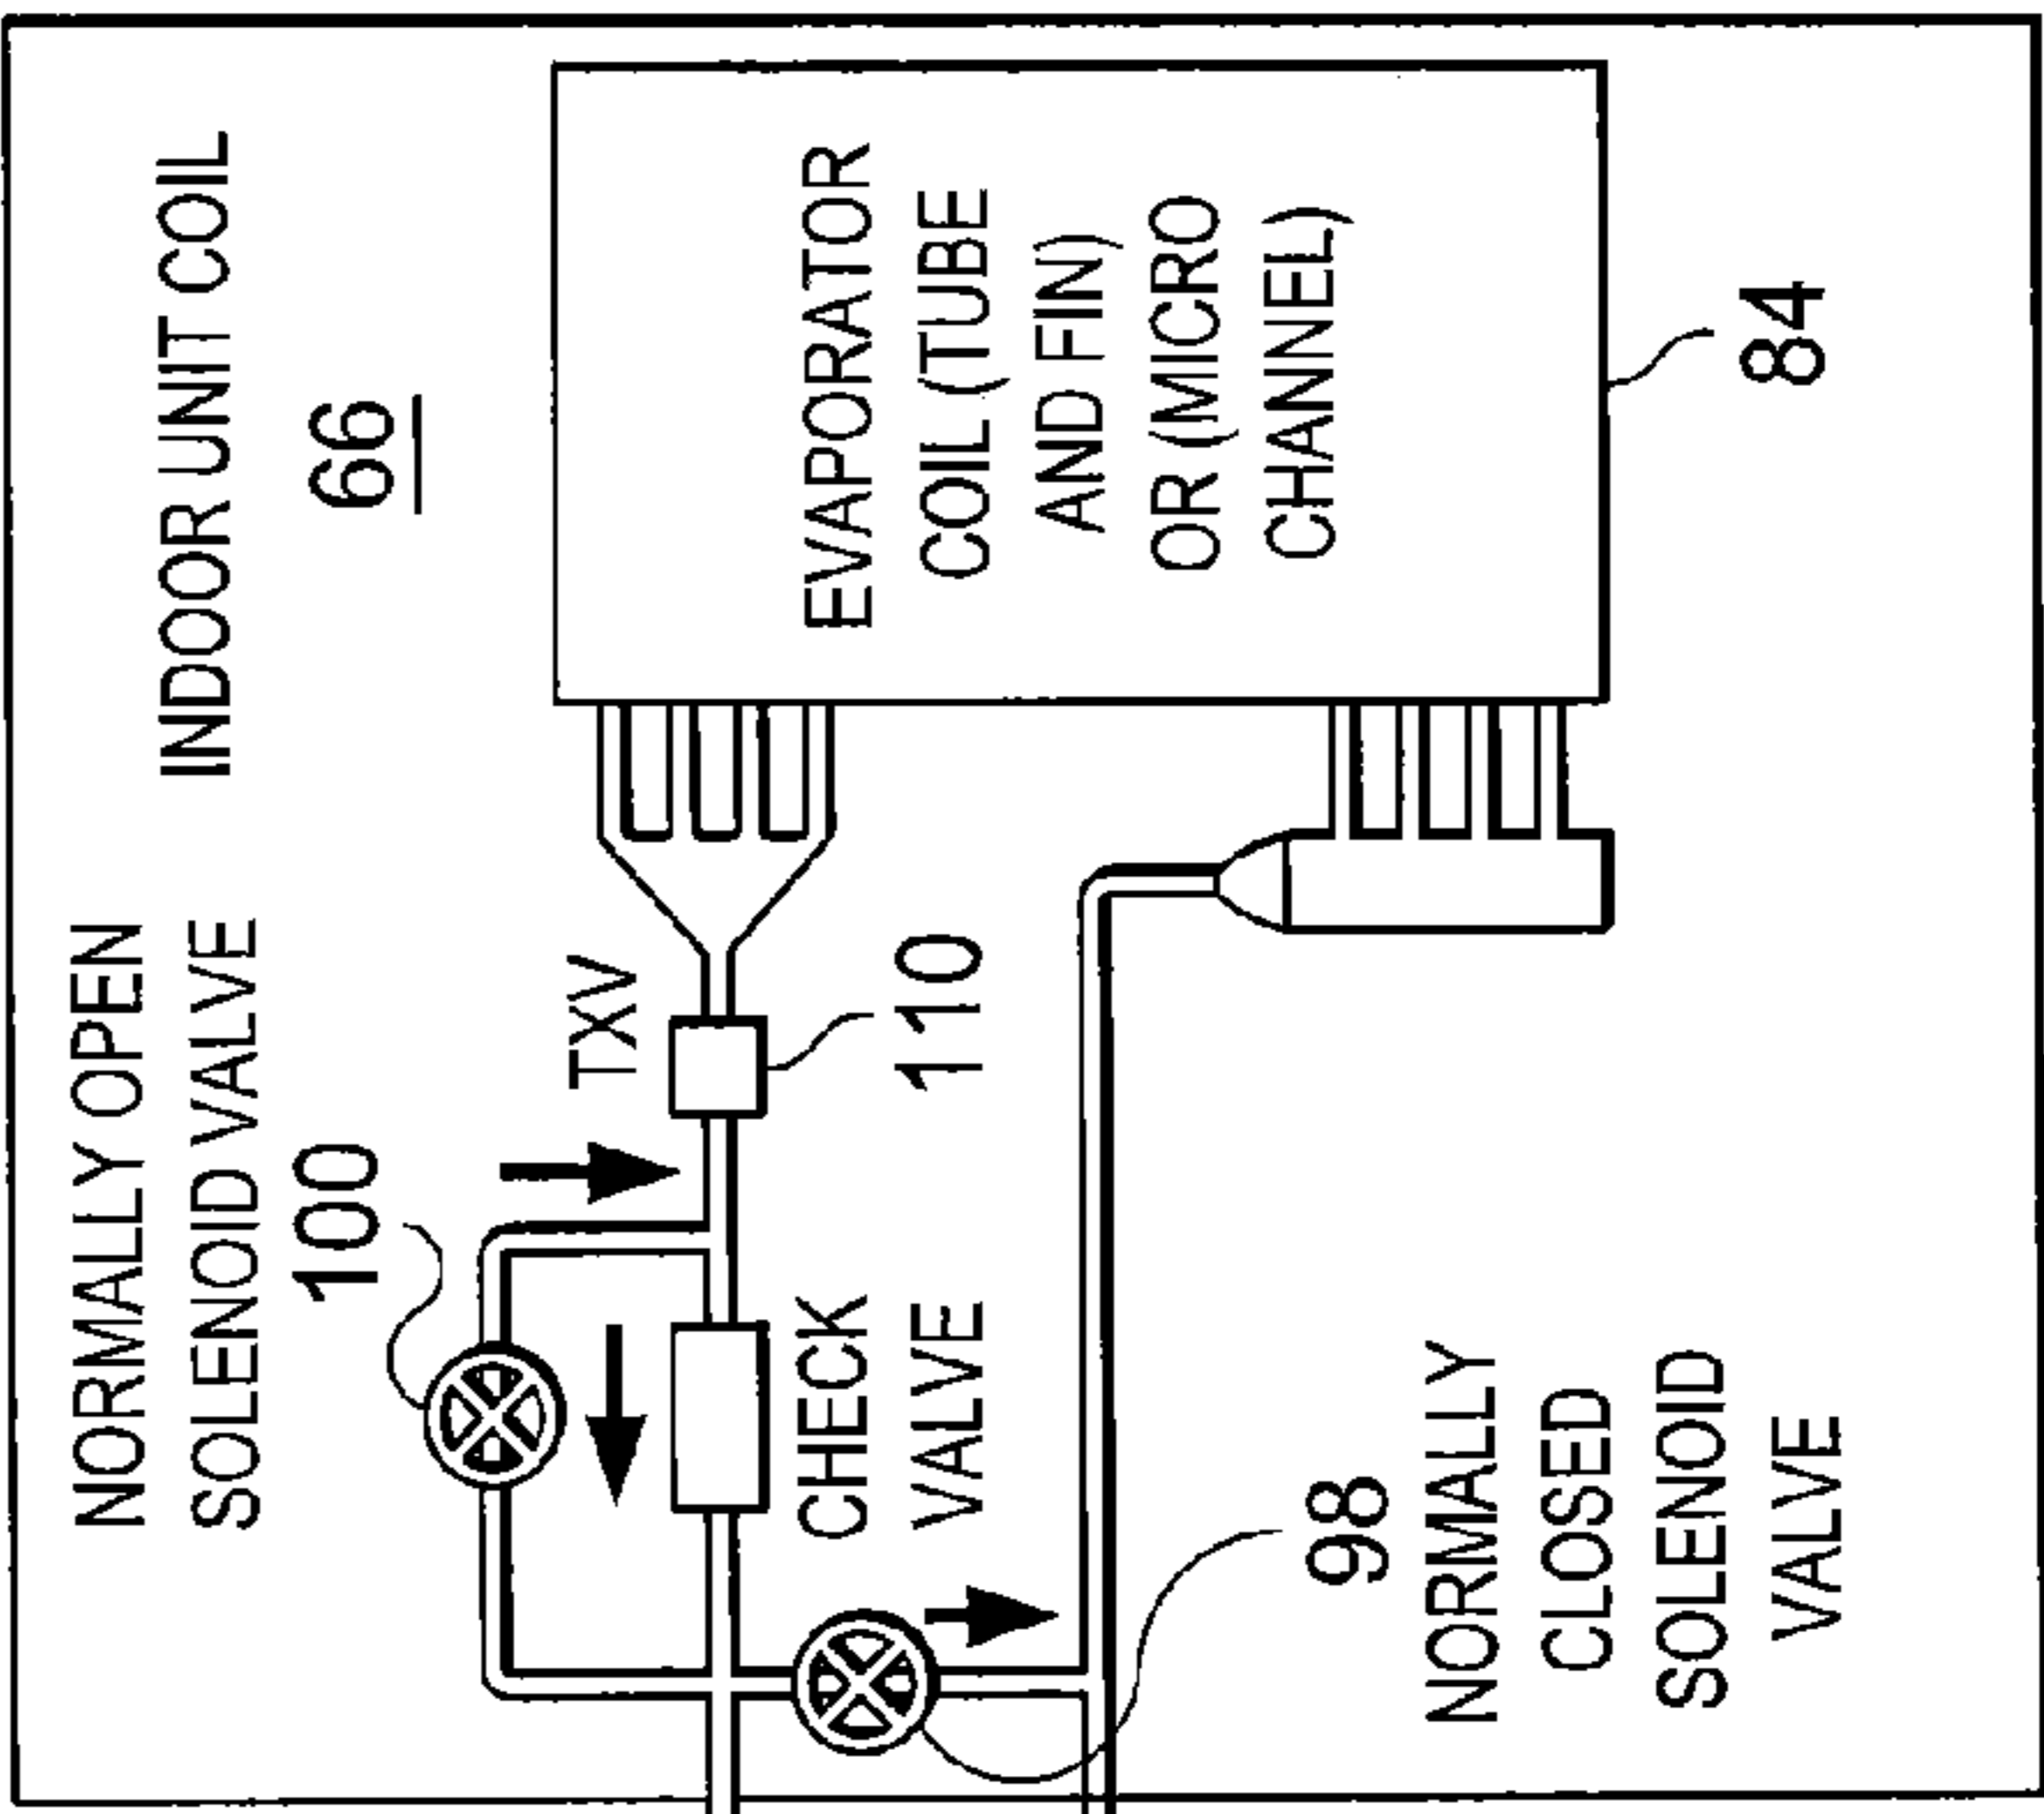 INDOOR UNIT COIL
66
NORMALLY OPEN
SOLENOID VALVE
100
TXV
110
EVAPORATOR
COIL (TUBE
AND FIN)
OR (MICRO
CHANNEL)
84
CHECK
VALVE
98
NORMALLY
CLOSED
SOLENOID
VALVE